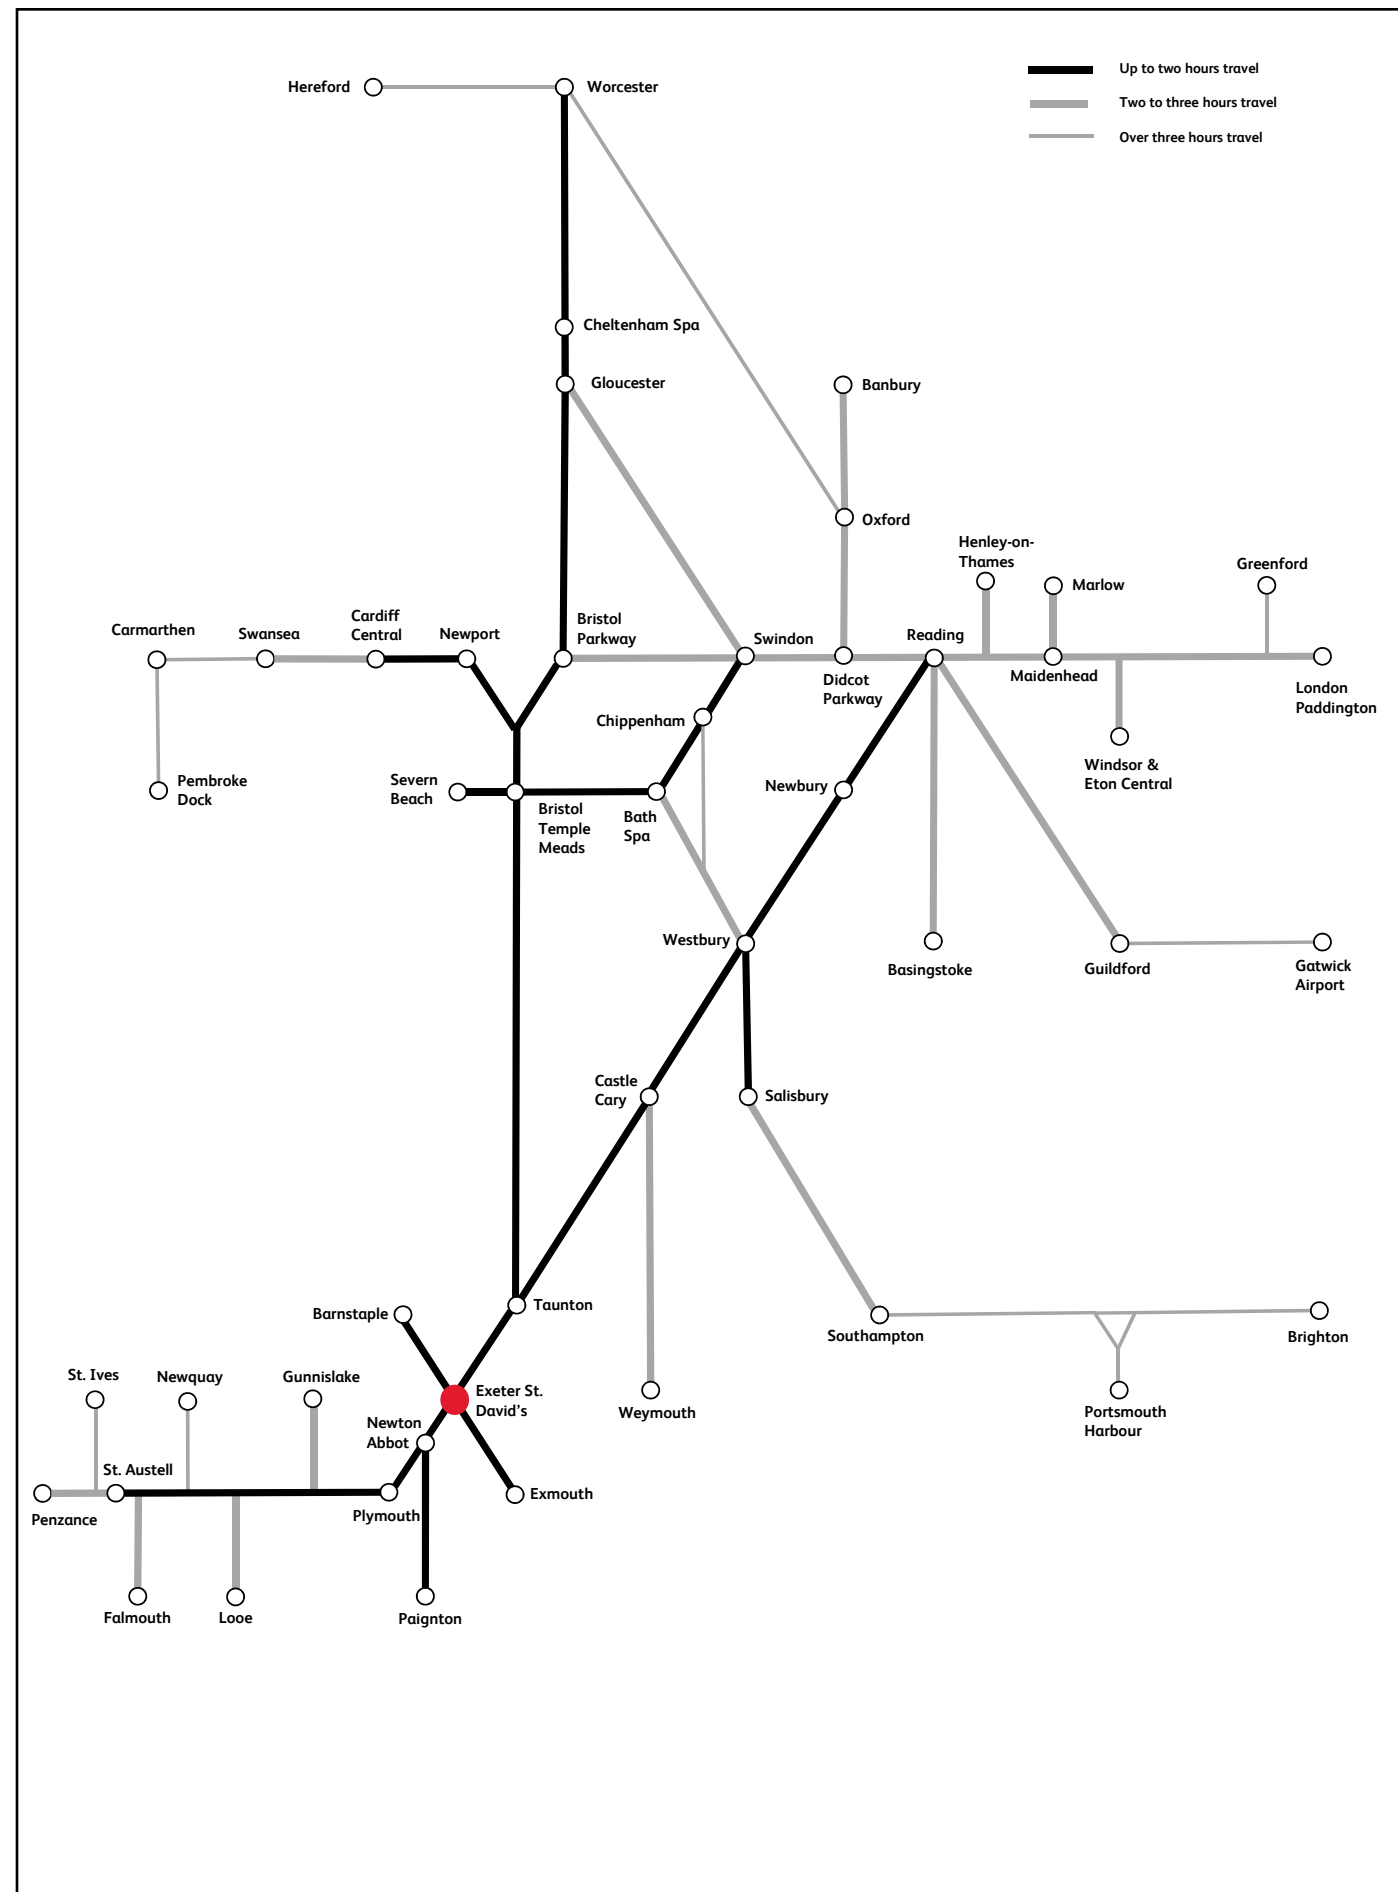 Up to two hours travel
Two to three hours travel
Over three hours travel
Hereford
Worcester
Cheltenham Spa
Gloucester
Banbury
Oxford
Henley-on-
Thames
Marlow
Greenford
Carmarthen
Swansea
Cardiff
Central
Newport
Bristol
Parkway
Swindon
Reading
Didcot
Parkway
Maidenhead
London
Paddington
Chippenham
Windsor &
Eton Central
Pembroke
Dock
Severn
Beach
Bristol
Temple
Meads
Bath
Spa
Newbury
Westbury
Basingstoke
Guildford
Gatwick
Airport
Castle
Cary
Salisbury
Barnstaple
Taunton
Southampton
Brighton
St. Ives
Newquay
Gunnislake
Exeter St.
David's
Newton
Abbot
Weymouth
Portsmouth
Harbour
St. Austell
Penzance
Plymouth
Exmouth
Falmouth
Looe
Paignton